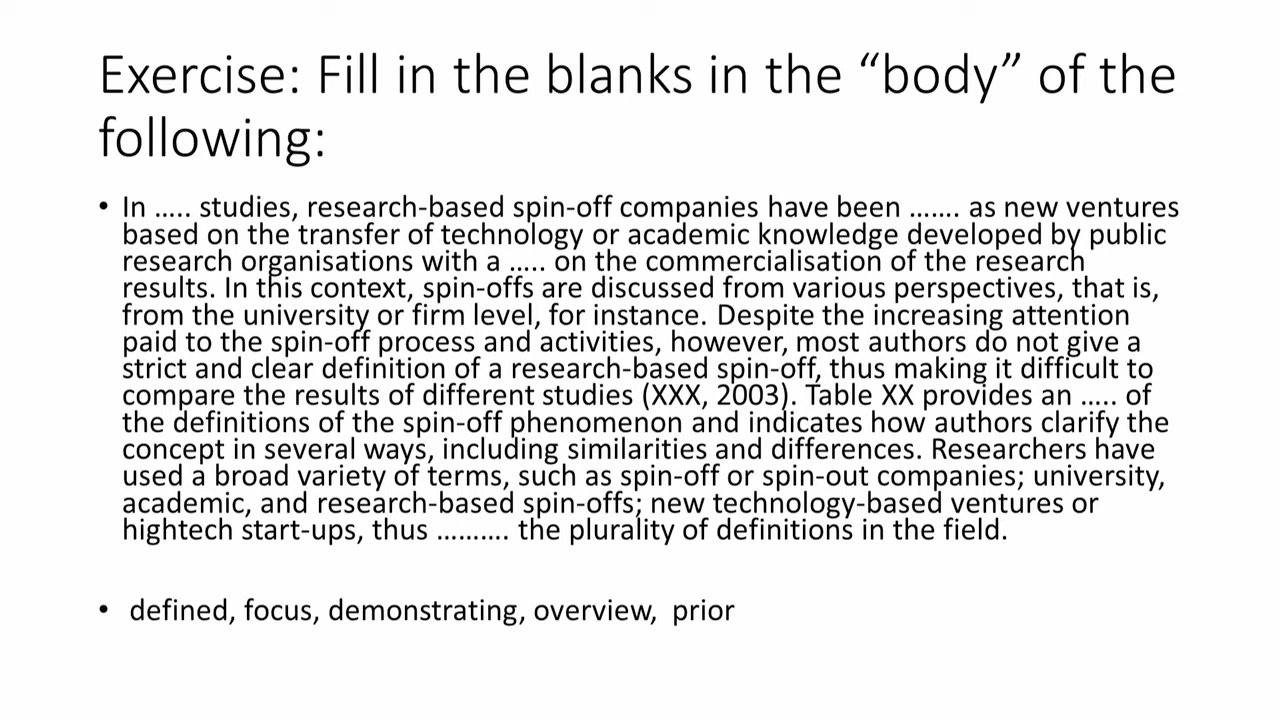 Exercise: Fill in the blanks in the “body” of the
following:
• In ..... studies, research-based spin-off companies have been ....... as new ventures
based on the transfer of technology or academic knowledge developed by public
research organisations with a ..... on the commercialisation of the research
results. In this context, spin-offs are discussed from various perspectives, that is,
from the university or firm level, for instance. Despite the increasing attention
paid to the spin-off process and activities, however, most authors do not give a
strict and clear definition of a research-based spin-off, thus making it difficult to
compare the results of different studies (XXX, 2003). Table XX provides an ..... of
the definitions of the spin-off phenomenon and indicates how authors clarify the
concept in several ways, including similarities and differences. Researchers have
used a broad variety of terms, such as spin-off or spin-out companies; university,
academic, and research-based spin-offs; new technology-based ventures or
hightech start-ups, thus .......... the plurality of definitions in the field.
• defined, focus, demonstrating, overview, prior